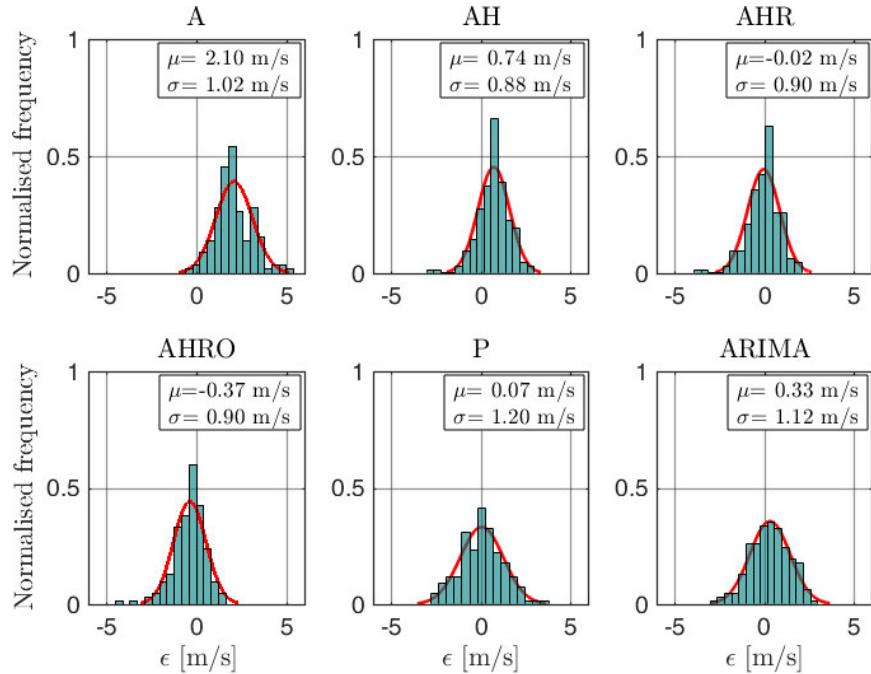 A
AH
AHR
Normalised frequency
1
0.5
0
-5
0
5
μ= 2.10 m/s
σ= 1.02 m/s
1
0.5
0
-5
0
5
μ= 0.74 m/s
σ= 0.88 m/s
1
0.5
0
-5
0
5
μ=-0.02 m/s
σ= 0.90 m/s
AHRO
P
ARIMA
Normalised frequency
1
0.5
0
-5
0
5
μ=-0.37 m/s
σ= 0.90 m/s
ϵ [m/s]
1
0.5
0
-5
0
5
μ= 0.07 m/s
σ= 1.20 m/s
ϵ [m/s]
1
0.5
0
-5
0
5
μ= 0.33 m/s
σ= 1.12 m/s
ϵ [m/s]